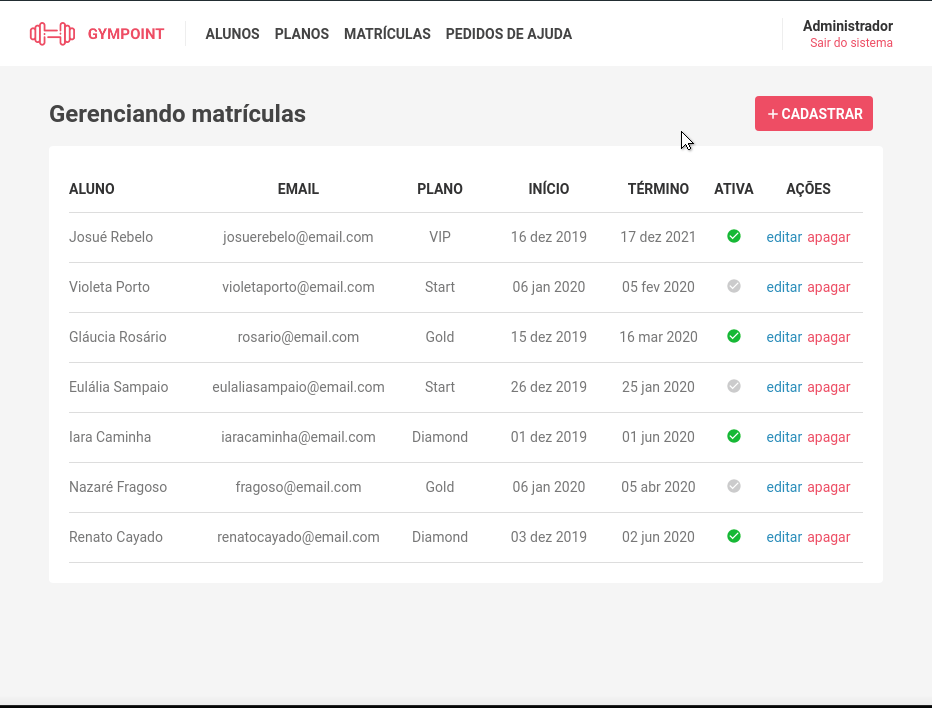 GYMPOINT ALUNOS PLANOS MATRÍCULAS PEDIDOS DE AJUDA Administrador
Sair do sistema
Gerenciando matrículas + CADASTRAR
ALUNO EMAIL PLANO INÍCIO TÉRMINO ATIVA AÇÕES
Josué Rebelo josuerebelo@email.com VIP 16 dez 2019 17 dez 2021 editar apagar
Violeta Porto violetaporto@email.com Start 06 jan 2020 05 fev 2020 editar apagar
Gláucia Rosário rosario@email.com Gold 15 dez 2019 16 mar 2020 editar apagar
Eulália Sampaio eulaliasampaio@email.com Start 26 dez 2019 25 jan 2020 editar apagar
Iara Caminha iaracaminha@email.com Diamond 01 dez 2019 01 jun 2020 editar apagar
Nazaré Fragoso fragoso@email.com Gold 06 jan 2020 05 abr 2020 editar apagar
Renato Cayado renatocayado@email.com Diamond 03 dez 2019 02 jun 2020 editar apagar